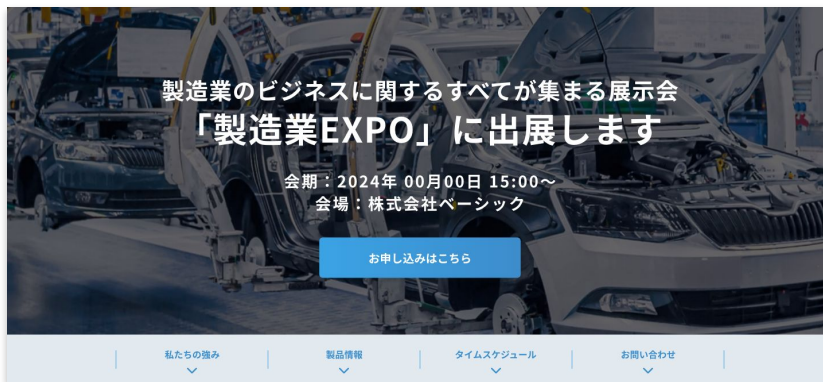 製造業のビジネスに関するすべてが集まる展示会
「製造業EXPO」に出展します
会期：2024年 00月00日 15:00～
会場：株式会社ベーシック
お申し込みはこちら
私たちの強み
製品情報
タイムスケジュール
お問い合わせ